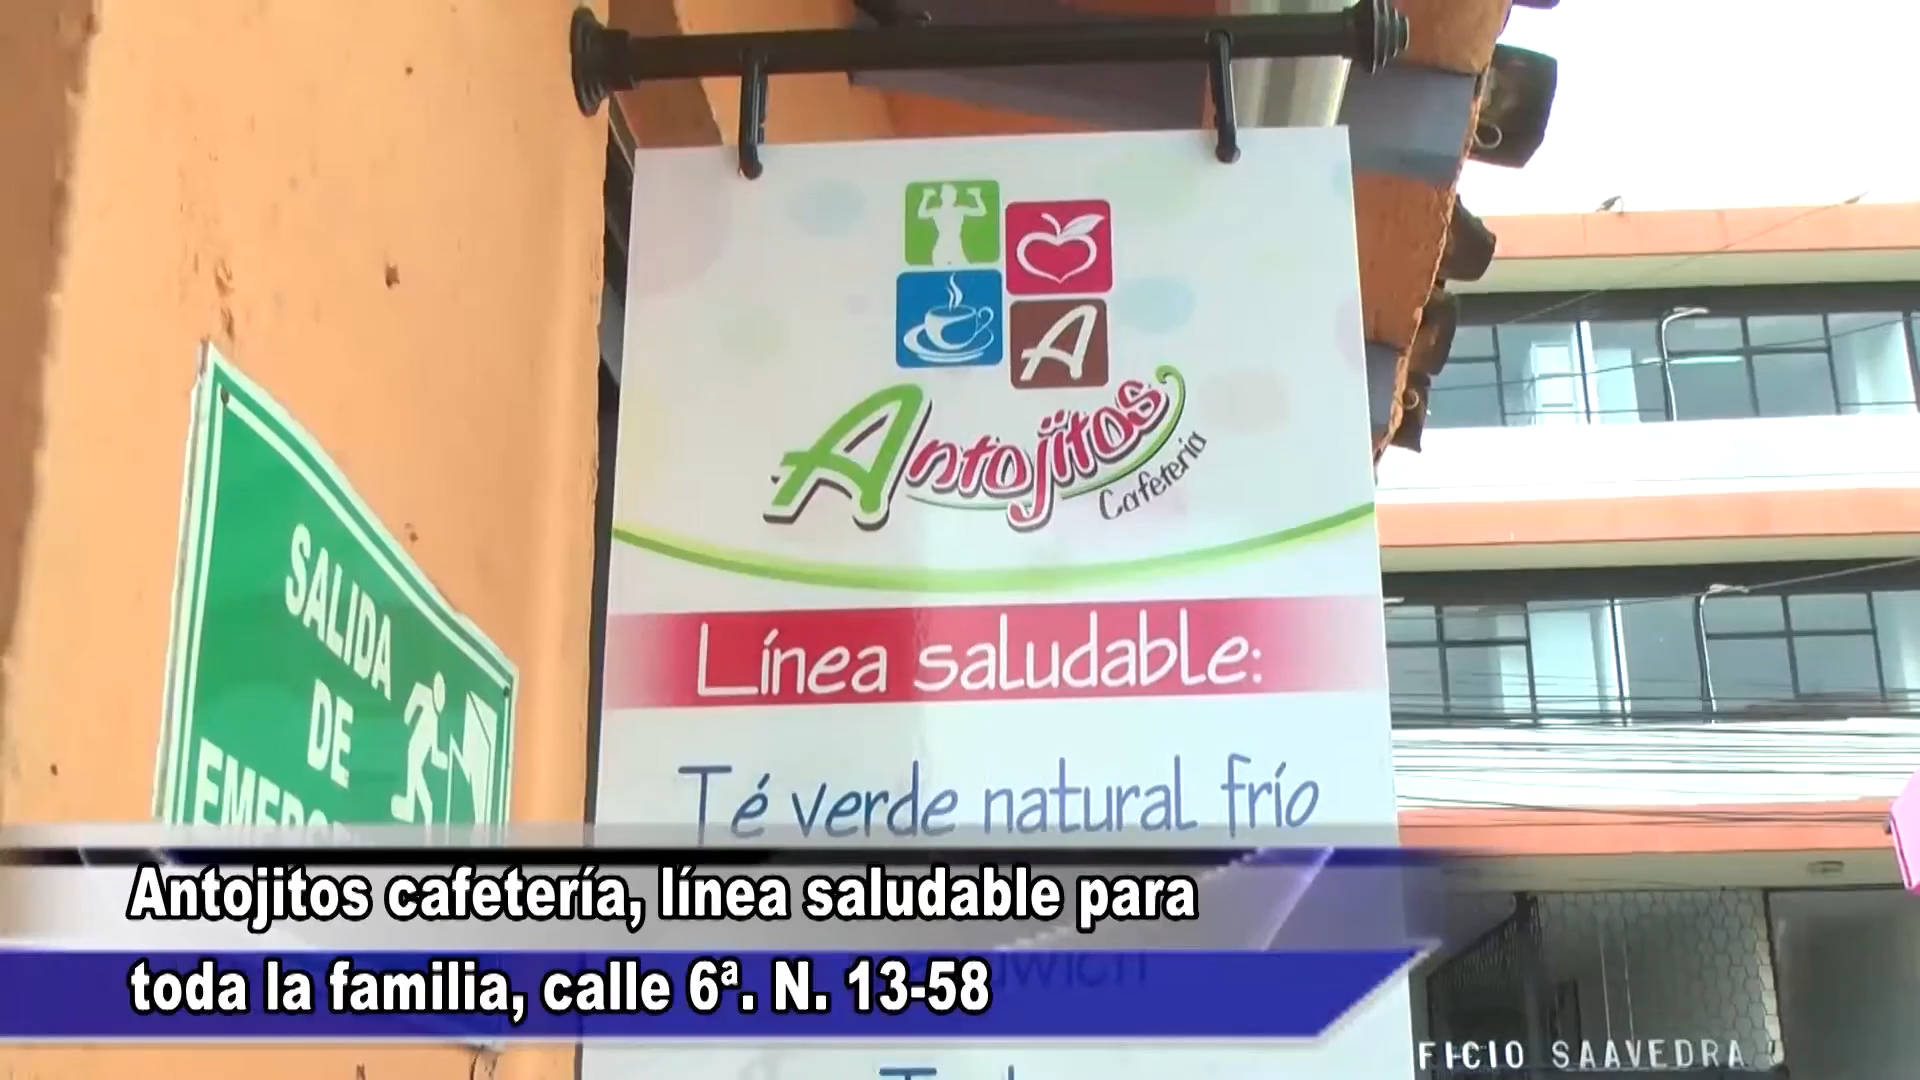 A
Antojitos
Cafetería
Línea saludable:
Té verde natural frío
SALIDA
DE
Antojitos cafetería, línea saludable para
toda la familia, calle 6ª. N. 13-58
FICIO SAAVEDRA